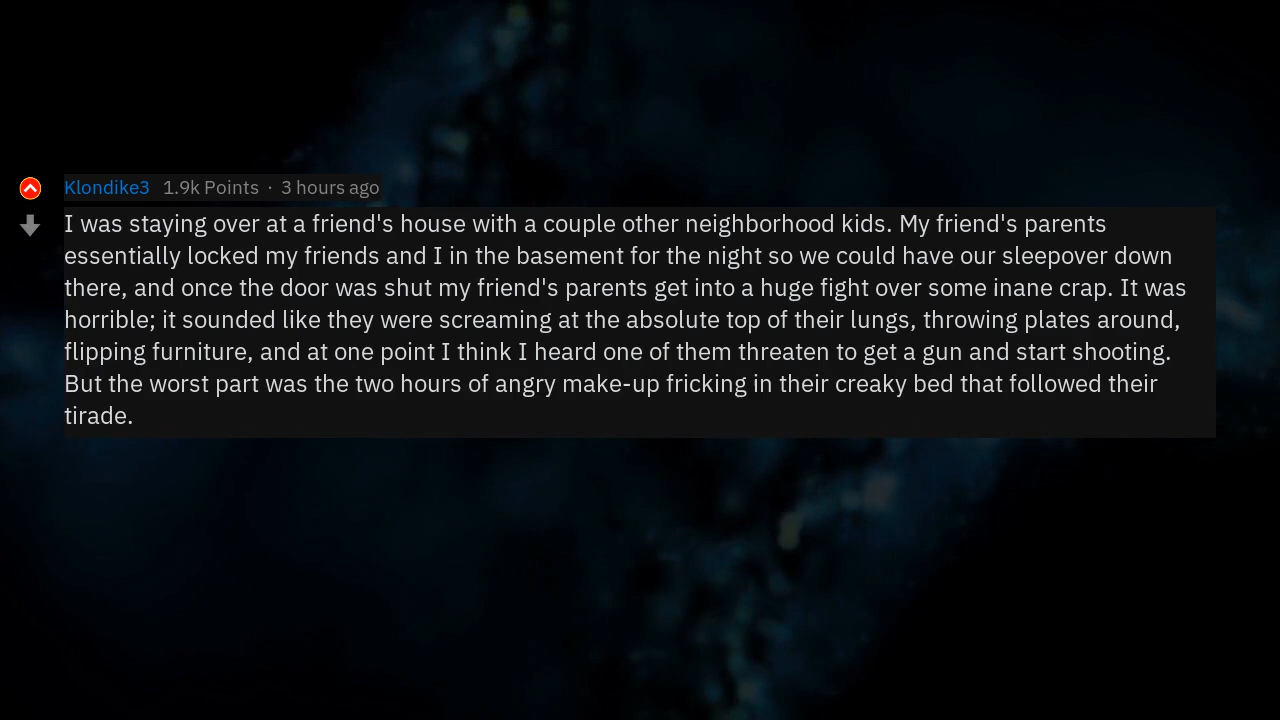 Klondike3 1.9k Points · 3 hours ago
I was staying over at a friend's house with a couple other neighborhood kids. My friend's parents
essentially locked my friends and I in the basement for the night so we could have our sleepover down
there, and once the door was shut my friend's parents get into a huge fight over some inane crap. It was
horrible; it sounded like they were screaming at the absolute top of their lungs, throwing plates around,
flipping furniture, and at one point I think I heard one of them threaten to get a gun and start shooting.
But the worst part was the two hours of angry make-up fricking in their creaky bed that followed their
tirade.